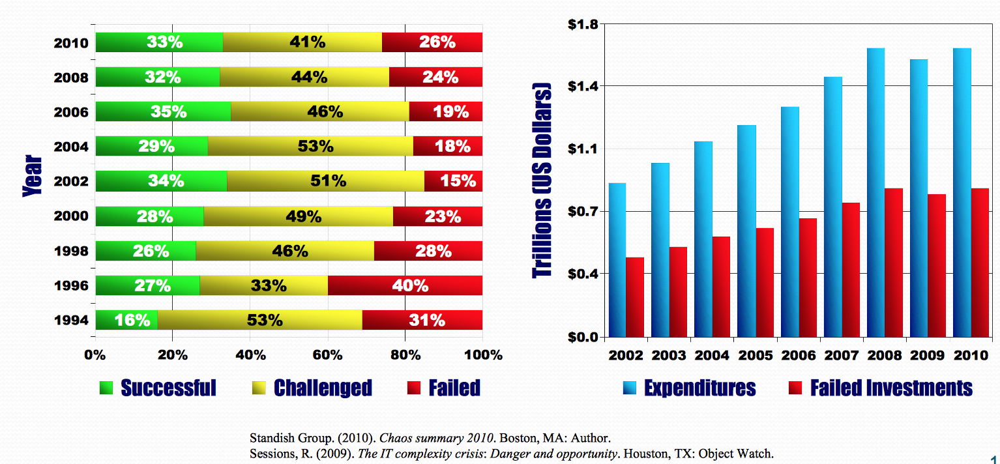 Year
2010 33% 41% 26%
2008 32% 44% 24%
2006 35% 46% 19%
2004 29% 53% 18%
2002 34% 51% 15%
2000 28% 49% 23%
1998 26% 46% 28%
1996 27% 33% 40%
1994 16% 53% 31%
0% 20% 40% 60% 80% 100%
Successful Challenged Failed
Trillions (US Dollars)
$1.8
$1.4
$1.1
$0.7
$0.4
$0.0
2002 2003 2004 2005 2006 2007 2008 2009 2010
Expenditures Failed Investments
Standish Group. (2010). Chaos summary 2010. Boston, MA: Author.
Sessions, R. (2009). The IT complexity crisis: Danger and opportunity. Houston, TX: Object Watch.
1